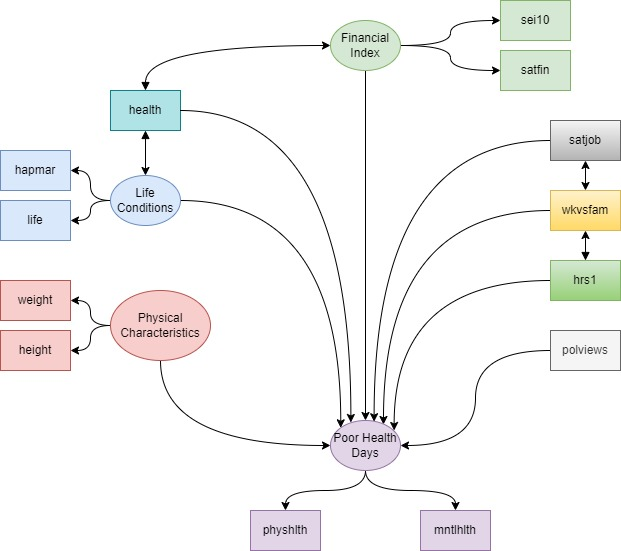 sei10
Financial
Index
satfin
health
satjob
hapmar
life
Life
Conditions
wkvsfam
hrs1
weight
height
Physical
Characteristics
polviews
Poor Health
Days
physhlth
mntlhlth